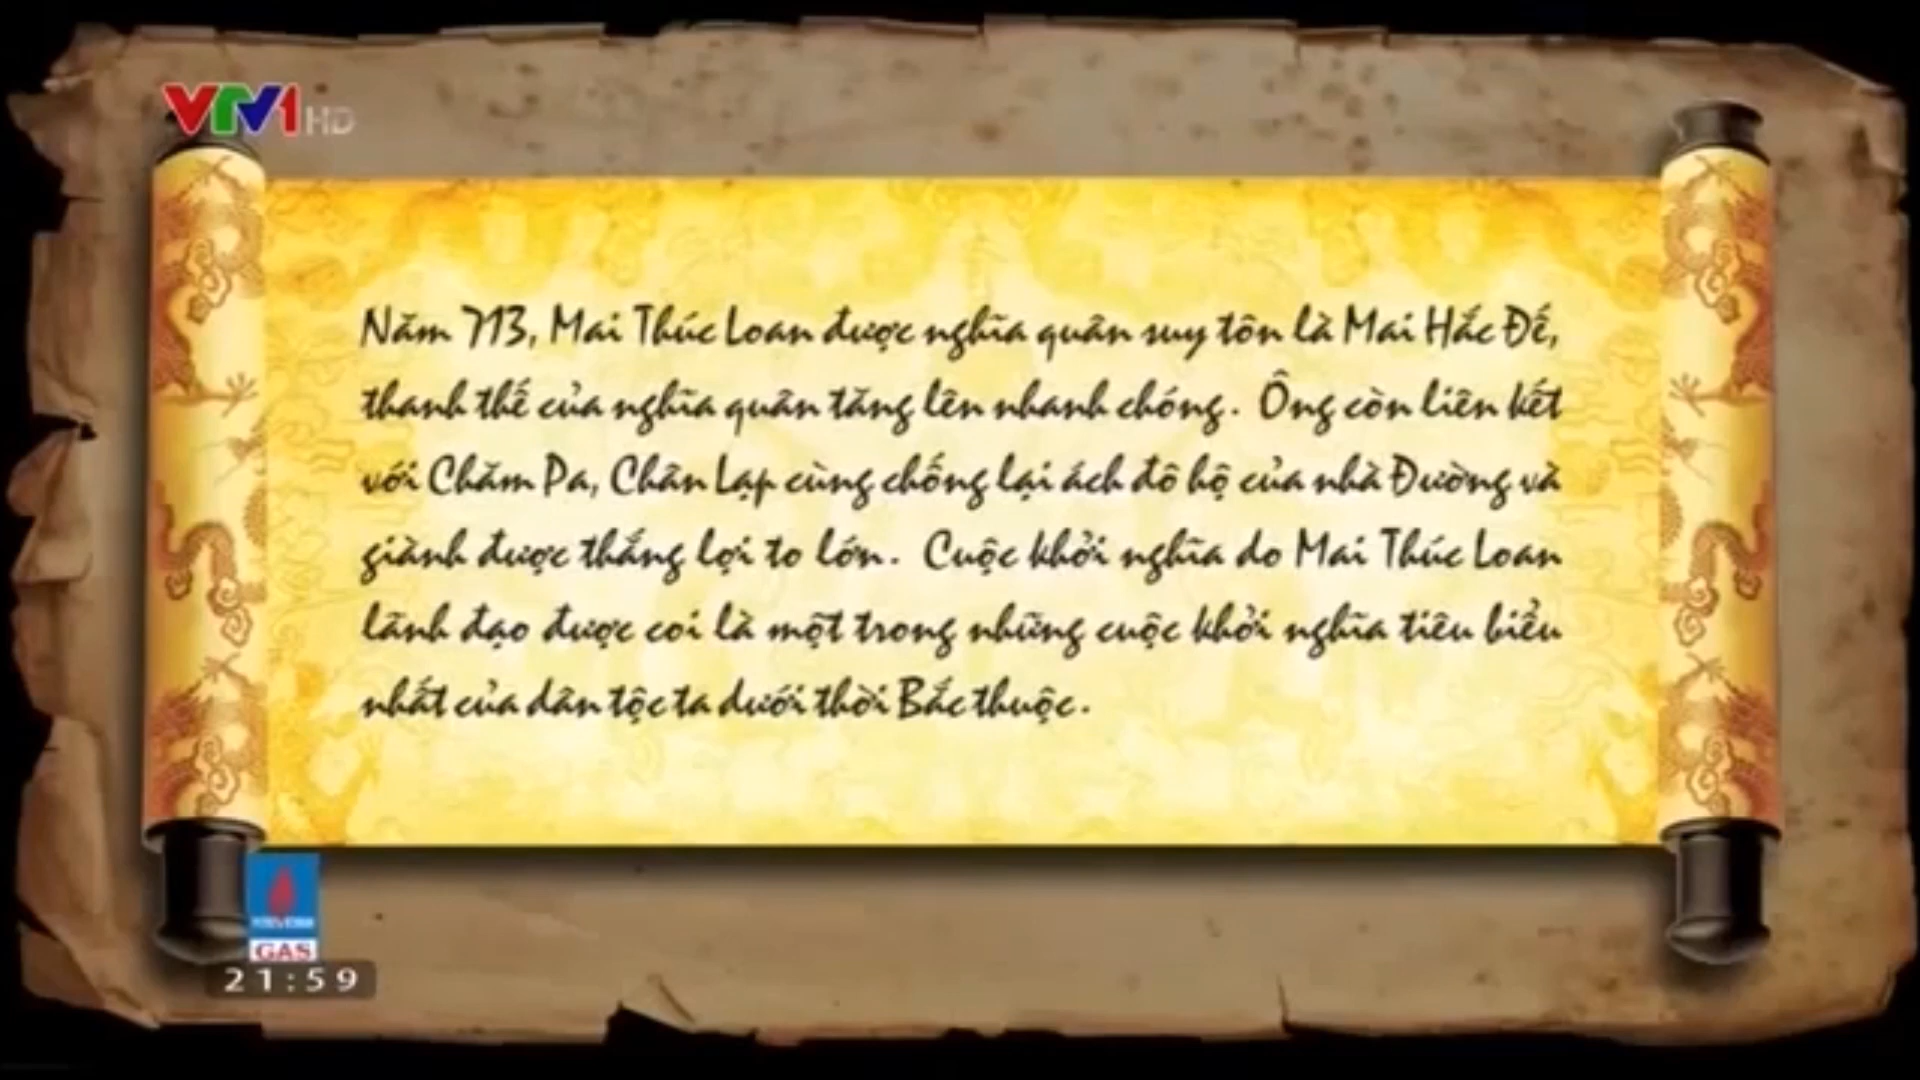 VTV1 HD
Năm 713, Mai Thúc Loan được nghĩa quân suy tôn là Mai Hắc Đế,
thanh thế của nghĩa quân tăng lên nhanh chóng. Ông còn liên kết
với Chăm Pa, Chân Lạp cùng chống lại ách đô hộ của nhà Đường và
giành được thắng lợi to lớn. Cuộc khởi nghĩa do Mai Thúc Loan
lãnh đạo được coi là một trong những cuộc khởi nghĩa tiêu biểu
nhất của dân tộc ta dưới thời Bắc thuộc.
GAS
21:59